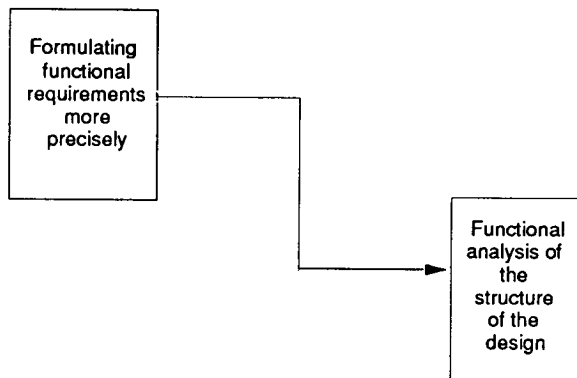 Formulating
functional
requirements
more
precisely
Functional
analysis of
the
structure
of the
design